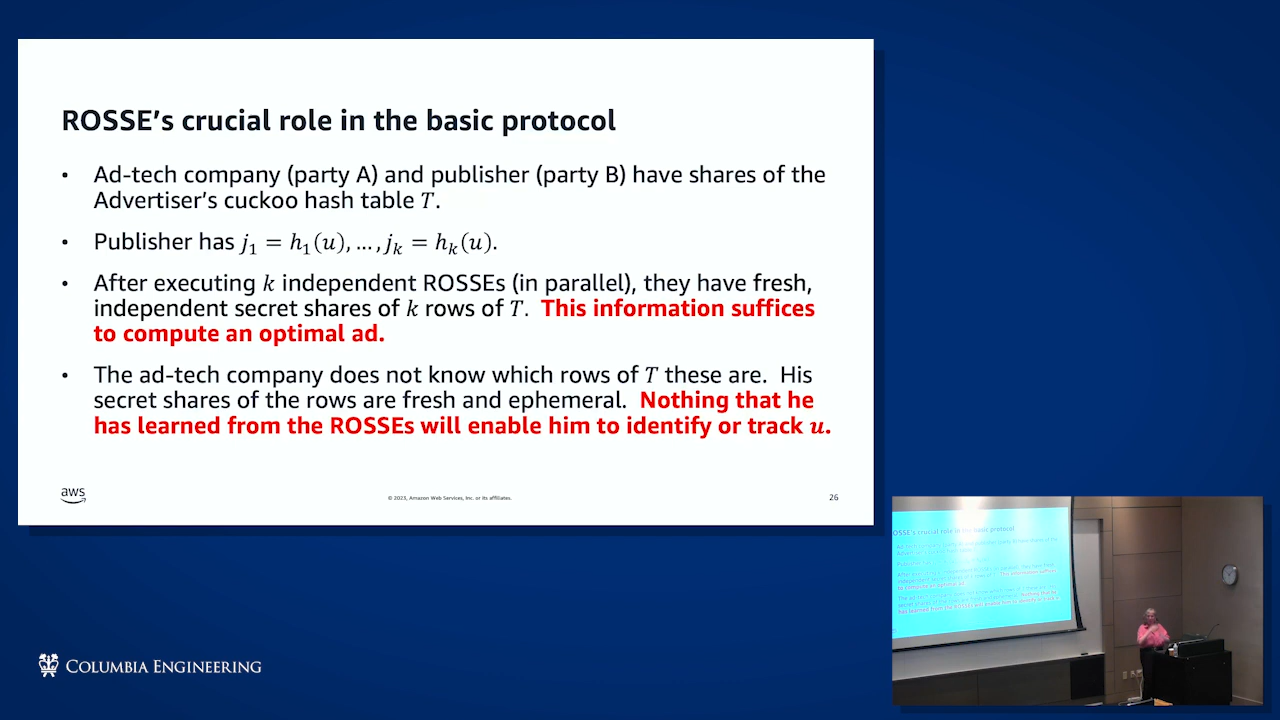 ROSSE's crucial role in the basic protocol
• Ad-tech company (party A) and publisher (party B) have shares of the
Advertiser's cuckoo hash table T.
• Publisher has j₁ = h₁(u), … , jₖ = hₖ(u).
• After executing k independent ROSSEs (in parallel), they have fresh,
independent secret shares of k rows of T. This information suffices
to compute an optimal ad.
• The ad-tech company does not know which rows of T these are. His
secret shares of the rows are fresh and ephemeral. Nothing that he
has learned from the ROSSEs will enable him to identify or track u.
aws
© 2023, Amazon Web Services, Inc. or its affiliates.
26
COLUMBIA ENGINEERING